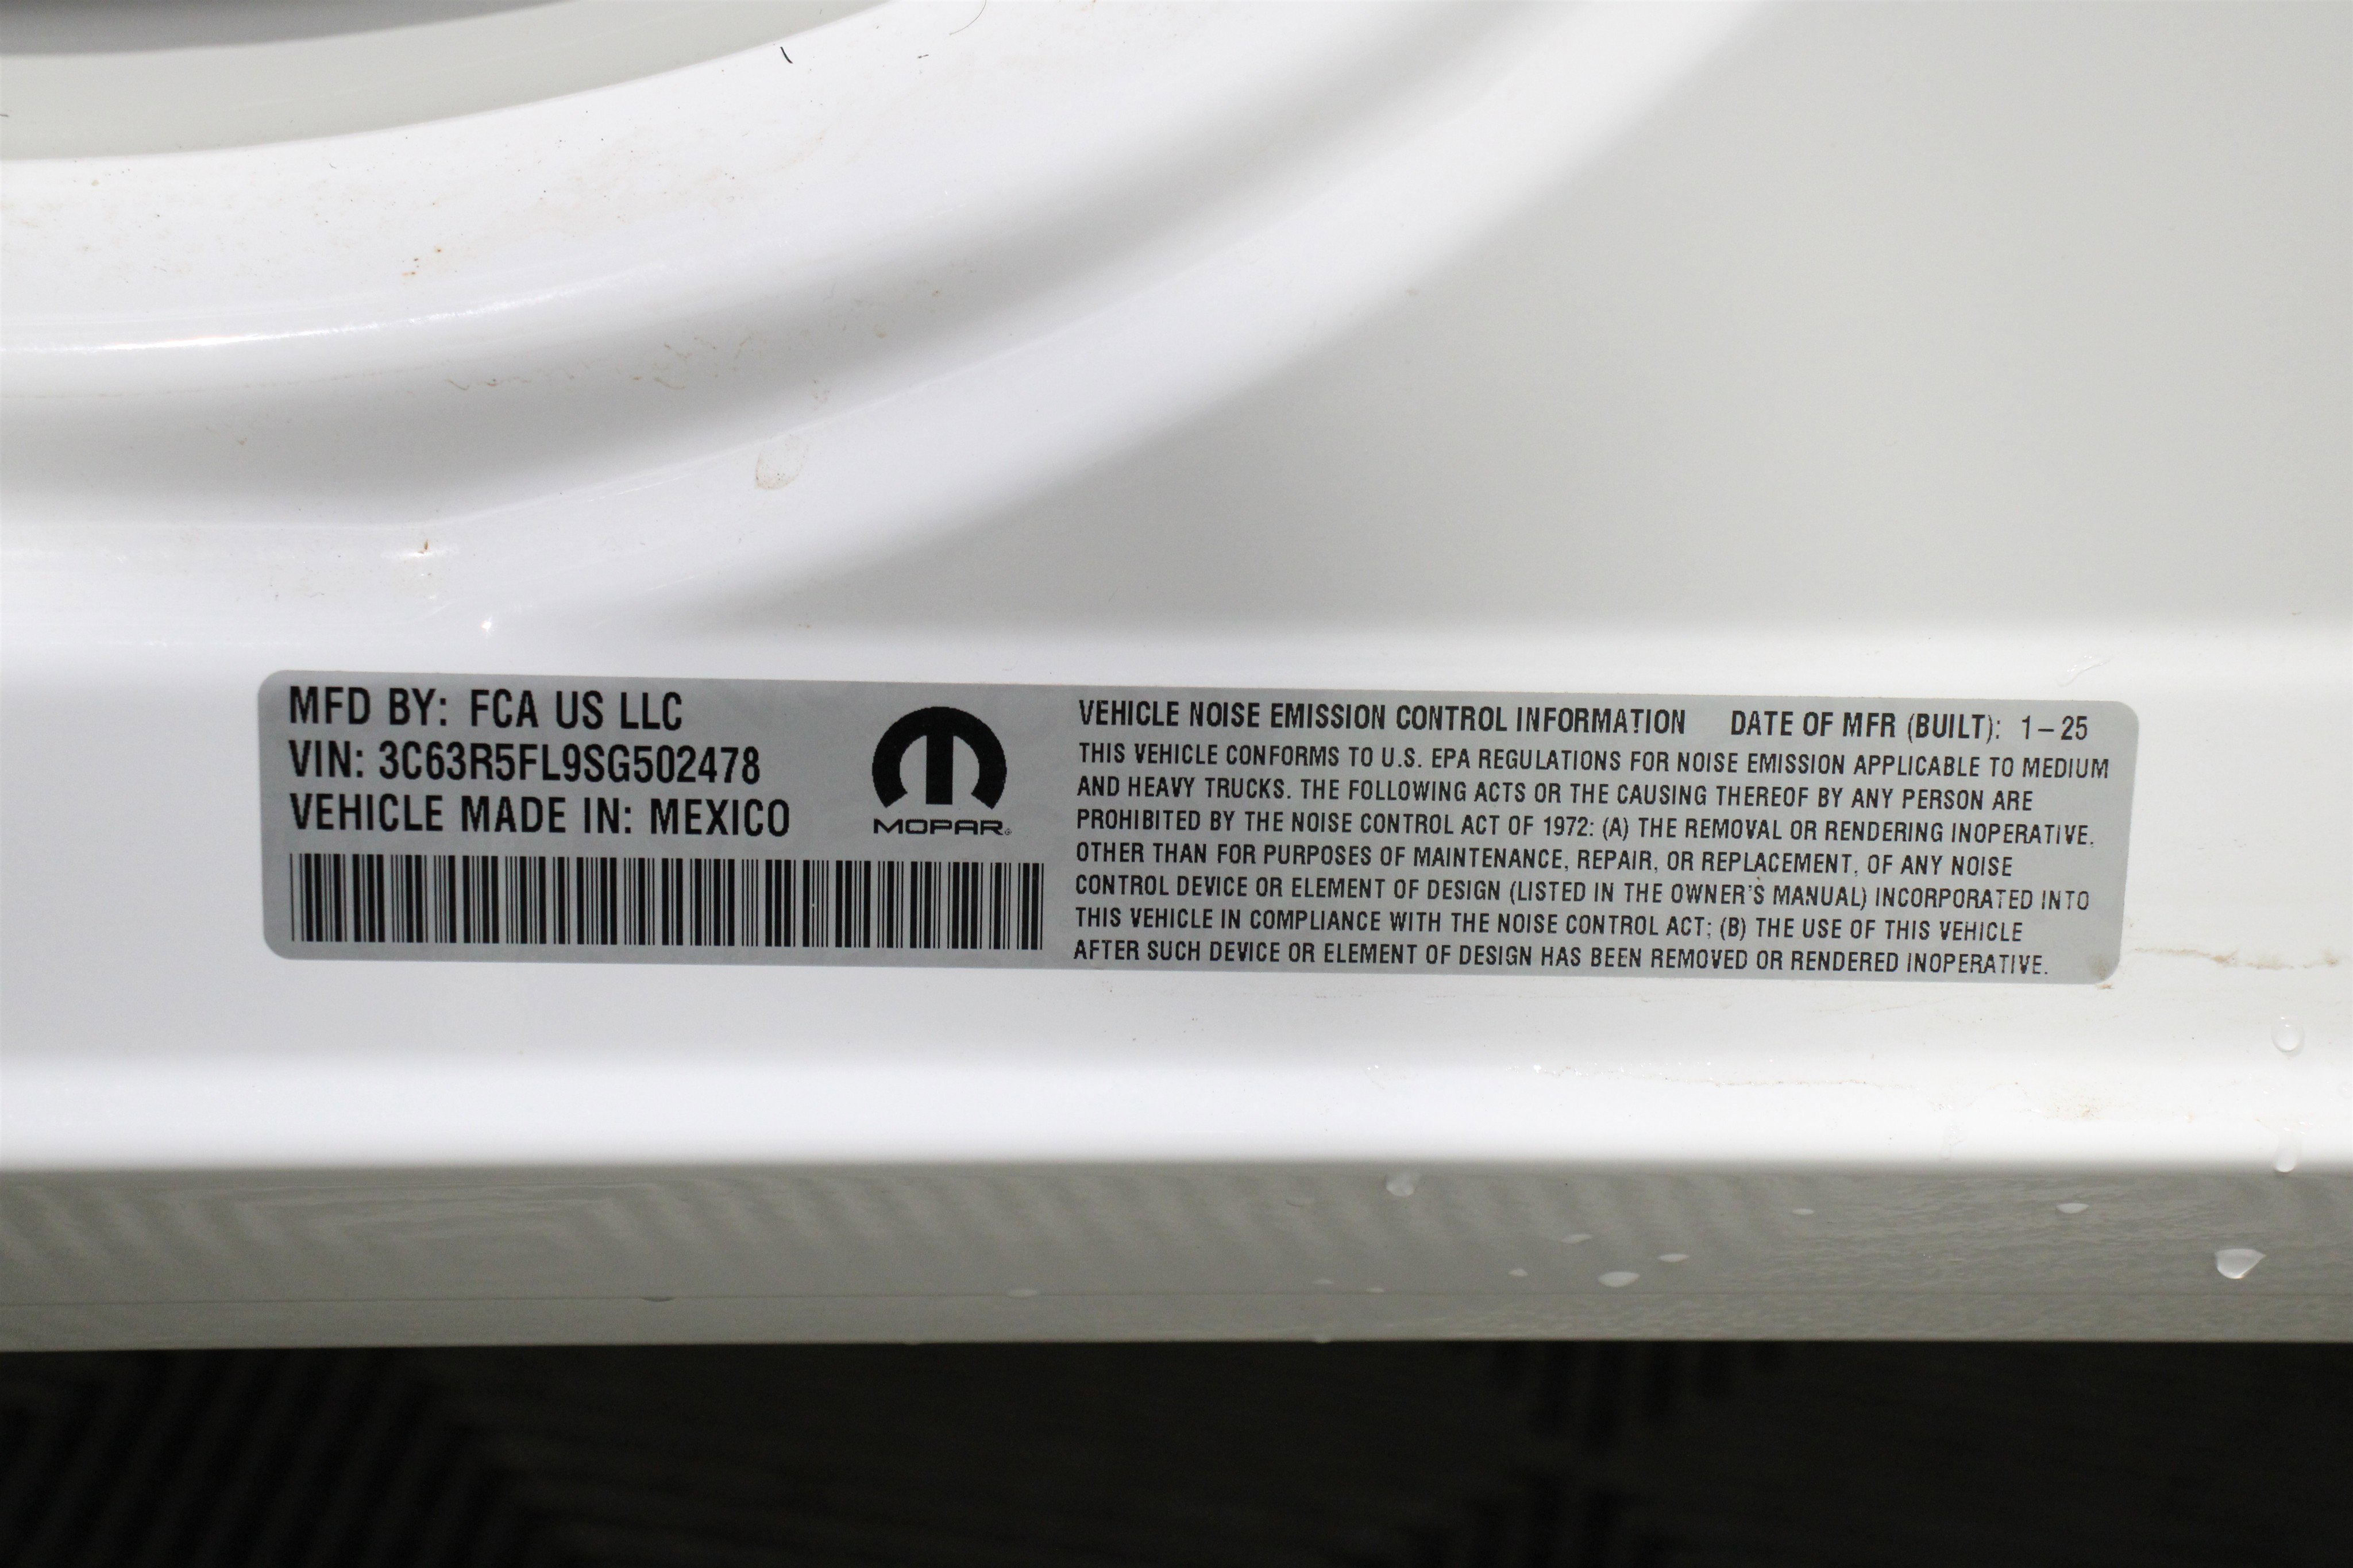 MFD BY: FCA US LLC
VIN: 3C63R5FL9SG502478
VEHICLE MADE IN: MEXICO
MOPAR®
VEHICLE NOISE EMISSION CONTROL INFORMATION DATE OF MFR (BUILT): 1-25
THIS VEHICLE CONFORMS TO U.S. EPA REGULATIONS FOR NOISE EMISSION APPLICABLE TO MEDIUM
AND HEAVY TRUCKS. THE FOLLOWING ACTS OR THE CAUSING THEREOF BY ANY PERSON ARE
PROHIBITED BY THE NOISE CONTROL ACT OF 1972: (A) THE REMOVAL OR RENDERING INOPERATIVE,
OTHER THAN FOR PURPOSES OF MAINTENANCE, REPAIR, OR REPLACEMENT, OF ANY NOISE
CONTROL DEVICE OR ELEMENT OF DESIGN (LISTED IN THE OWNER'S MANUAL) INCORPORATED INTO
THIS VEHICLE IN COMPLIANCE WITH THE NOISE CONTROL ACT; (B) THE USE OF THIS VEHICLE
AFTER SUCH DEVICE OR ELEMENT OF DESIGN HAS BEEN REMOVED OR RENDERED INOPERATIVE.